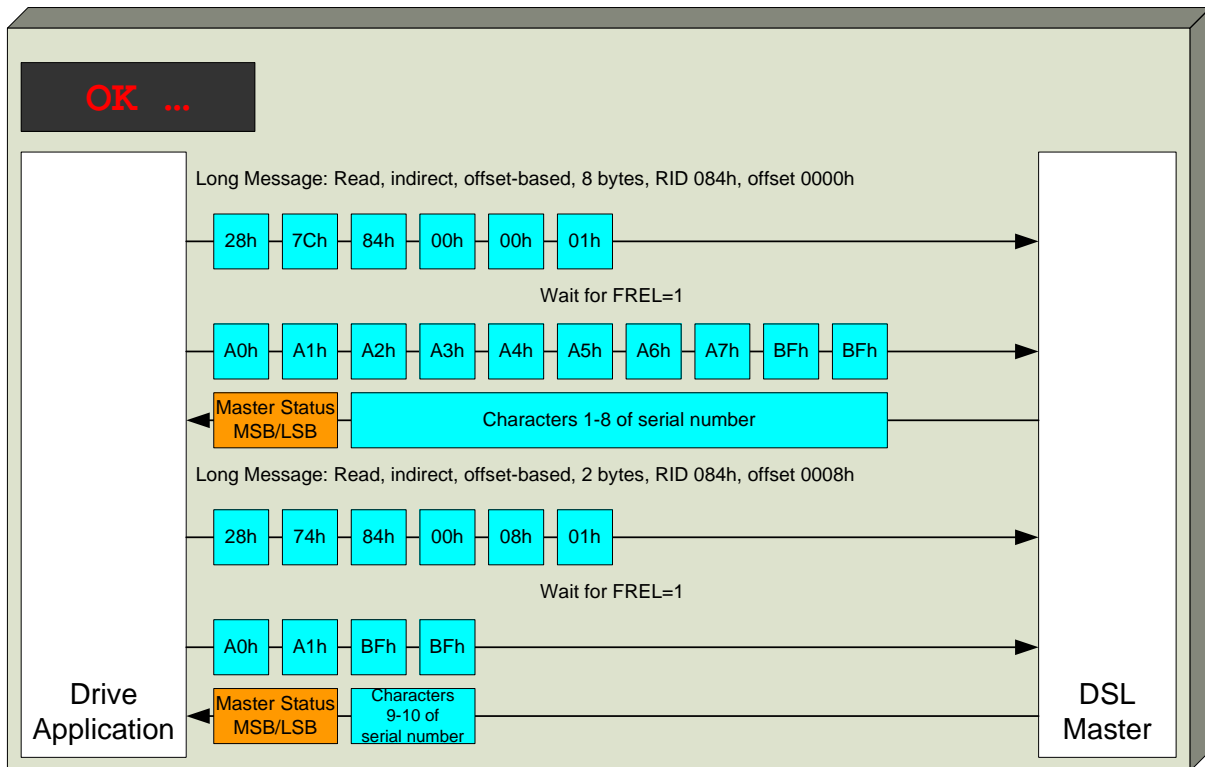 OK ...
Long Message: Read, indirect, offset-based, 8 bytes, RID 084h, offset 0000h
28h 7Ch 84h 00h 00h 01h
Wait for FREL=1
A0h A1h A2h A3h A4h A5h A6h A7h BFh BFh
Master Status
MSB/LSB
Characters 1-8 of serial number
Long Message: Read, indirect, offset-based, 2 bytes, RID 084h, offset 0008h
28h 74h 84h 00h 08h 01h
Wait for FREL=1
A0h A1h BFh BFh
Master Status
MSB/LSB
Characters
9-10 of
serial number
Drive
Application
DSL
Master